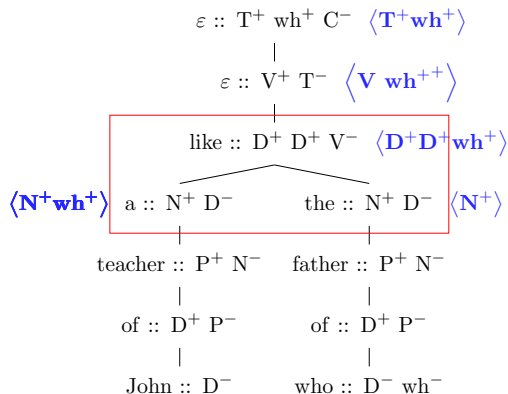 ε :: T⁺ wh⁺ C⁻ ⟨T⁺wh⁺⟩
ε :: V⁺ T⁻ ⟨V wh⁺⁺⟩
like :: D⁺ D⁺ V⁻ ⟨D⁺D⁺wh⁺⟩
⟨N⁺wh⁺⟩ a :: N⁺ D⁻ the :: N⁺ D⁻ ⟨N⁺⟩
teacher :: P⁺ N⁻ father :: P⁺ N⁻
of :: D⁺ P⁻ of :: D⁺ P⁻
John :: D⁻ who :: D⁻ wh⁻